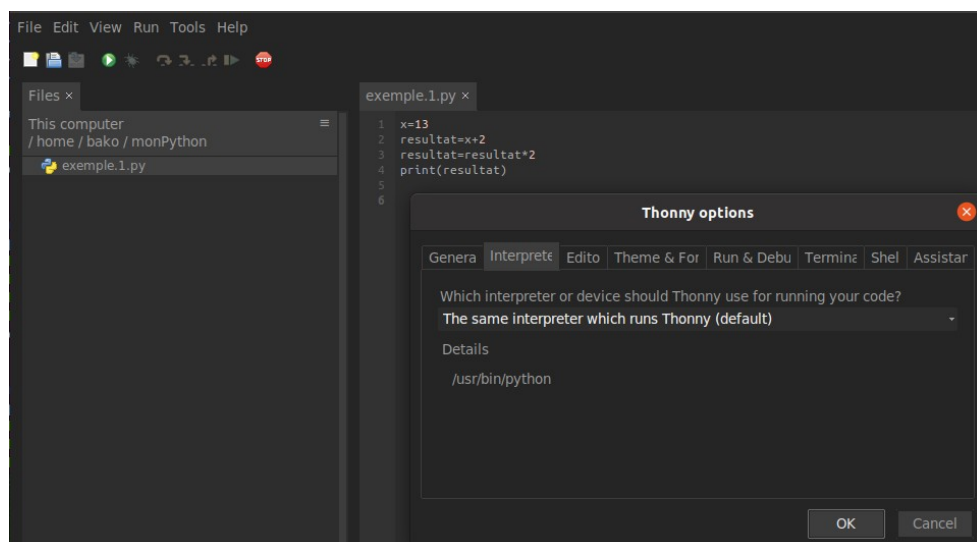 File Edit View Run Tools Help
STOP
Files ×
This computer
/ home / bako / monPython
exemple.1.py
exemple.1.py ×
1 x=13
2 resultat=x+2
3 resultat=resultat*2
4 print(resultat)
5
6
Thonny options
Genera Interprete Edito Theme & For Run & Debu Termina Shel Assistar
Which interpreter or device should Thonny use for running your code?
The same interpreter which runs Thonny (default)
Details
/usr/bin/python
OK Cancel